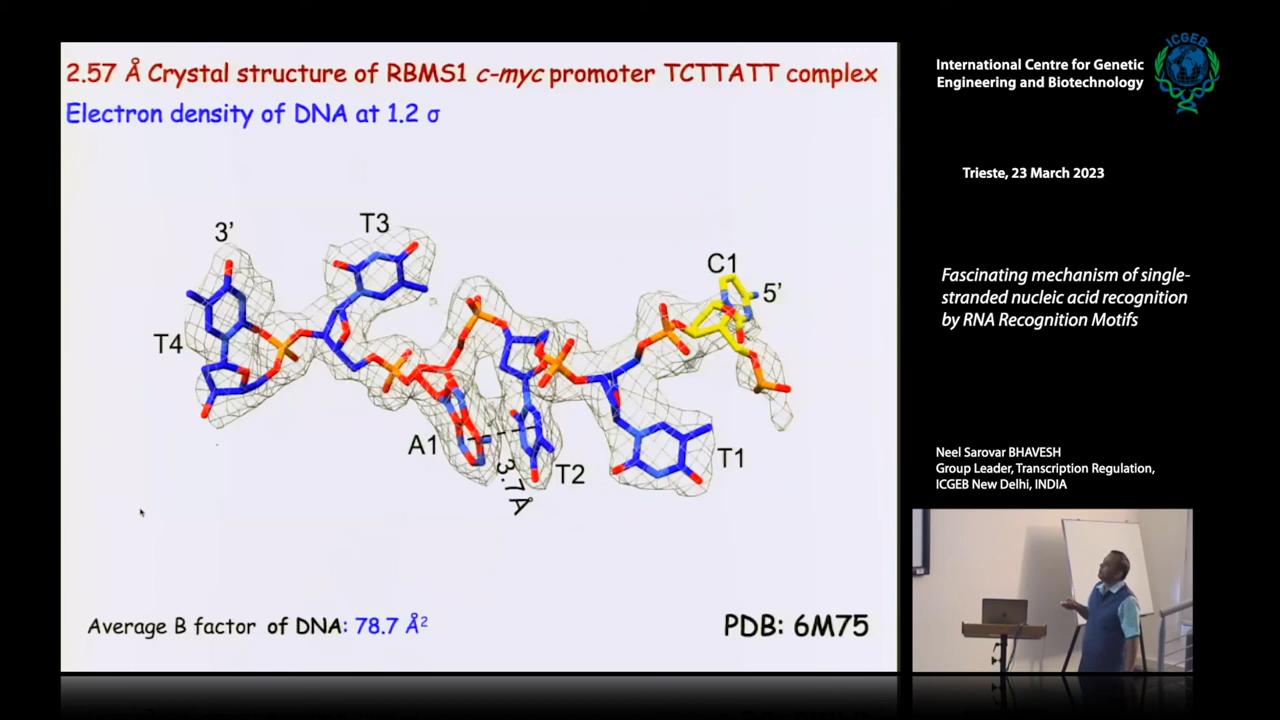 2.57 Å Crystal structure of RBMS1 c-myc promoter TCTTATT complex
Electron density of DNA at 1.2 σ
3’
T3
C1
5’
T4
A1
3.7Å
T2
T1
Average B factor of DNA: 78.7 Å²
PDB: 6M75
International Centre for Genetic
Engineering and Biotechnology
ICGEB
Trieste, 23 March 2023
Fascinating mechanism of single-
stranded nucleic acid recognition
by RNA Recognition Motifs
Neel Sarovar BHAVESH
Group Leader, Transcription Regulation,
ICGEB New Delhi, INDIA